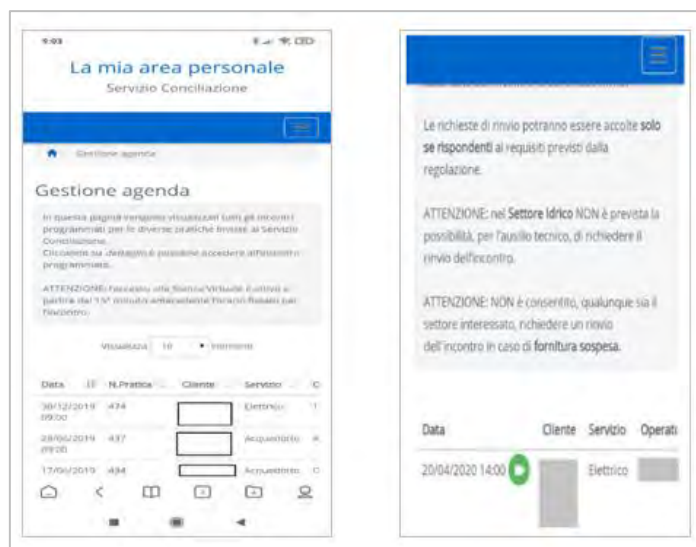 9:03
La mia area personale
Servizio Conciliazione
Gestione agenda
Gestione agenda
In questa pagina vengono visualizzati tutti gli incontri
programmati per le diverse pratiche inviate al Servizio
Conciliazione.
Cliccando su dettaglio è possibile accedere all'incontro
programmato.
ATTENZIONE: l'accesso alla Stanza Virtuale è attivo a
partire dal 15° minuto antecedente l'orario fissato per
l'incontro.
Visualizza 10 elementi
Data N.Pratica Cliente Servizio
30/12/2019 474 Elettrico
09:00
28/06/2019 437 Acquedotto
09:00
17/06/2019 434 Acquedotto
Le richieste di rinvio potranno essere accolte solo
se rispondenti ai requisiti previsti dalla
regolazione.
ATTENZIONE: nel Settore Idrico NON è prevista la
possibilità, per l'ausilio tecnico, di richiedere il
rinvio dell'incontro.
ATTENZIONE: NON è consentito, qualunque sia il
settore interessato, richiedere un rinvio
dell'incontro in caso di fornitura sospesa.
Data Cliente Servizio Operati
20/04/2020 14:00 Elettrico